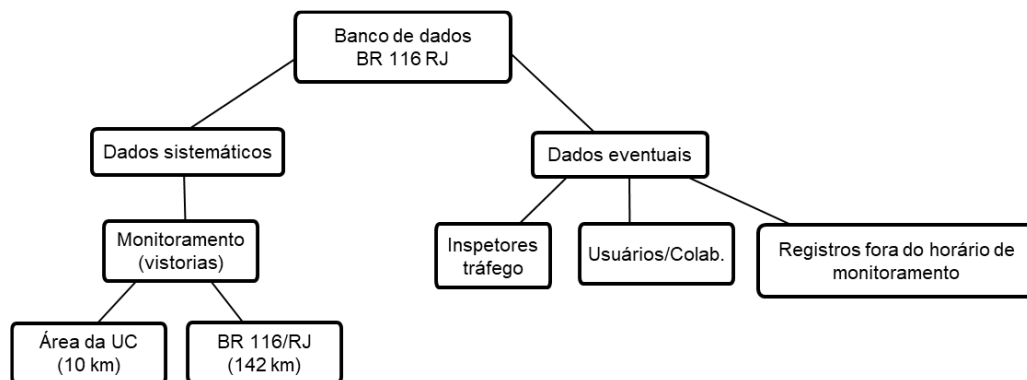 Banco de dados
BR 116 RJ
Dados sistemáticos
Dados eventuais
Monitoramento
(vistorias)
Inspetores
tráfego
Usuários/Colab.
Registros fora do horário de
monitoramento
Área da UC
(10 km)
BR 116/RJ
(142 km)